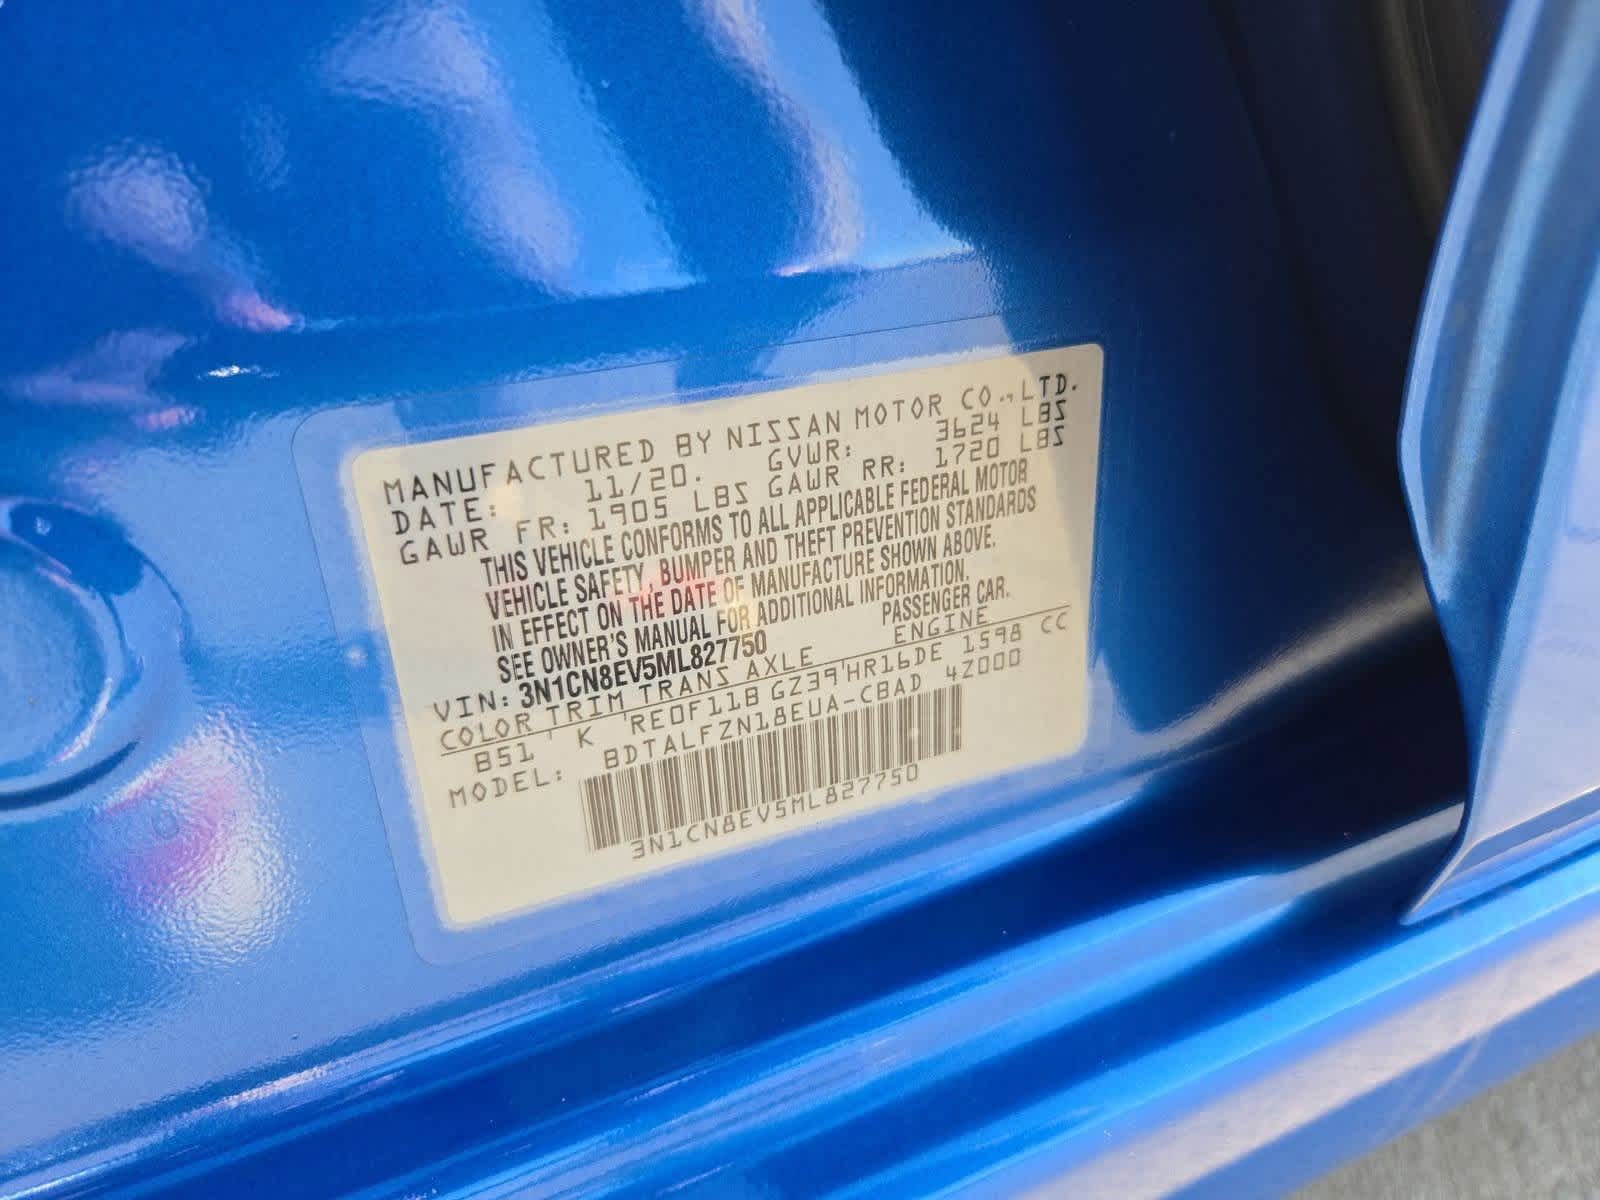 MANUFACTURED BY NISSAN MOTOR CO., LTD.
DATE: 11/20. GVWR: 3624 LBS
GAWR FR: 1905 LBS GAWR RR: 1720 LBS
THIS VEHICLE CONFORMS TO ALL APPLICABLE FEDERAL MOTOR
VEHICLE SAFETY, BUMPER AND THEFT PREVENTION STANDARDS
IN EFFECT ON THE DATE OF MANUFACTURE SHOWN ABOVE.
SEE OWNER'S MANUAL FOR ADDITIONAL INFORMATION.
VIN: 3N1CN8EV5ML827750 PASSENGER CAR.
COLOR TRIM TRANS AXLE ENGINE
B51 ' K 'RE0F11B GZ39'HR16DE 1598 CC
MODEL: BDTALFZN18EUA-CBAD 4Z000
3N1CN8EV5ML827750